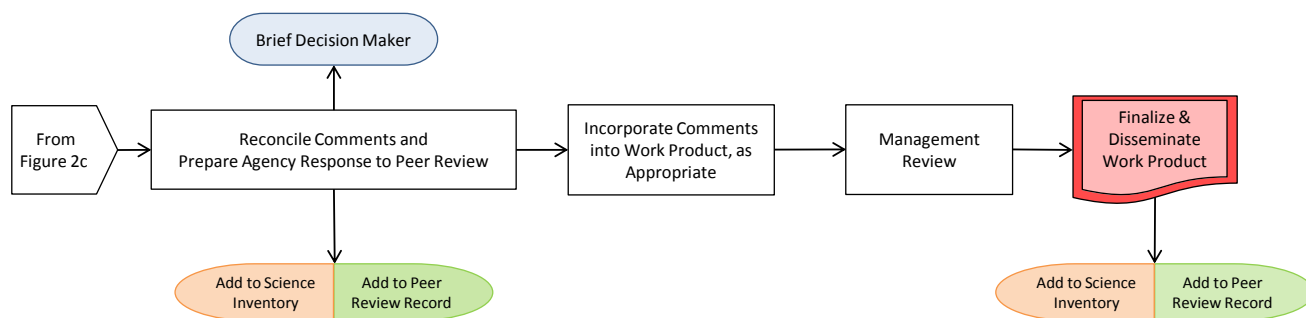 Brief Decision Maker
From
Figure 2c
Reconcile Comments and
Prepare Agency Response to Peer Review
Incorporate Comments
into Work Product, as
Appropriate
Management
Review
Finalize &
Disseminate
Work Product
Add to Science
Inventory
Add to Peer
Review Record
Add to Science
Inventory
Add to Peer
Review Record